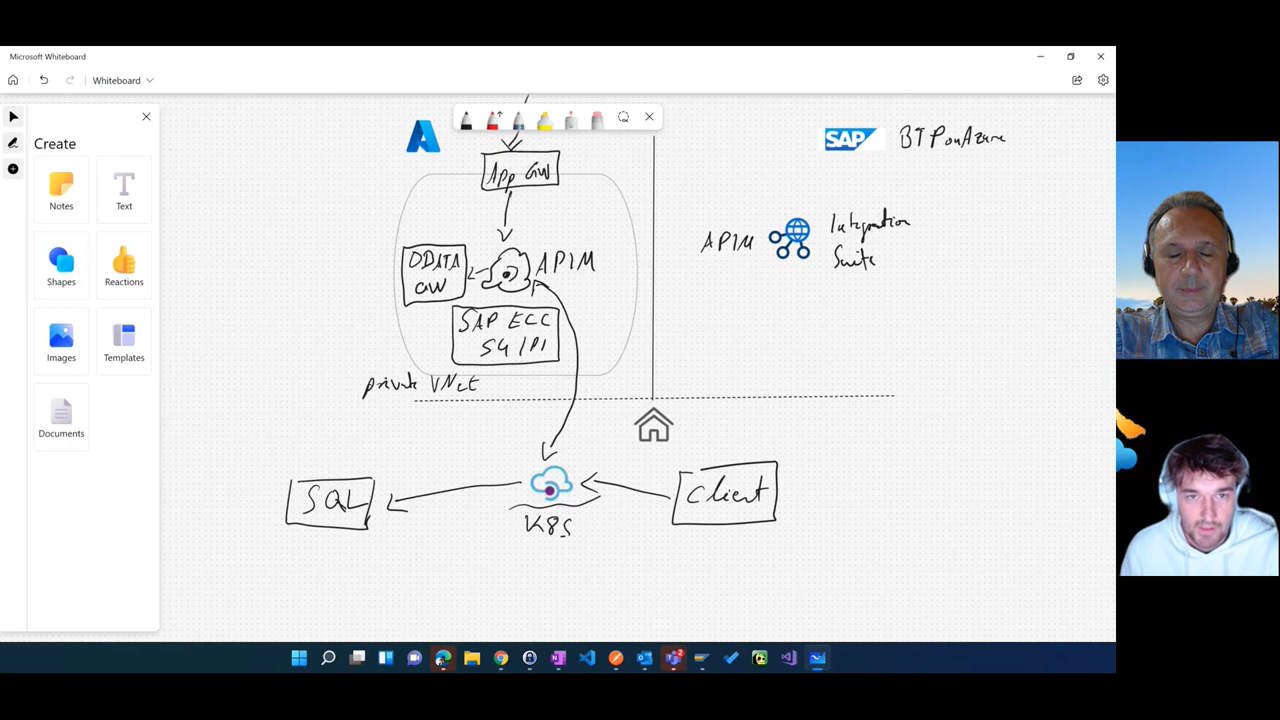 Microsoft Whiteboard
Whiteboard
Create
Notes
Text
Shapes
Reactions
Images
Templates
Documents
App GW
ODATA
GW
APIM
SAP ECC
S4/PI
private VNET
SAP
BTP on Azure
APIM
Integration
Suite
SQL
K8S
Client
2